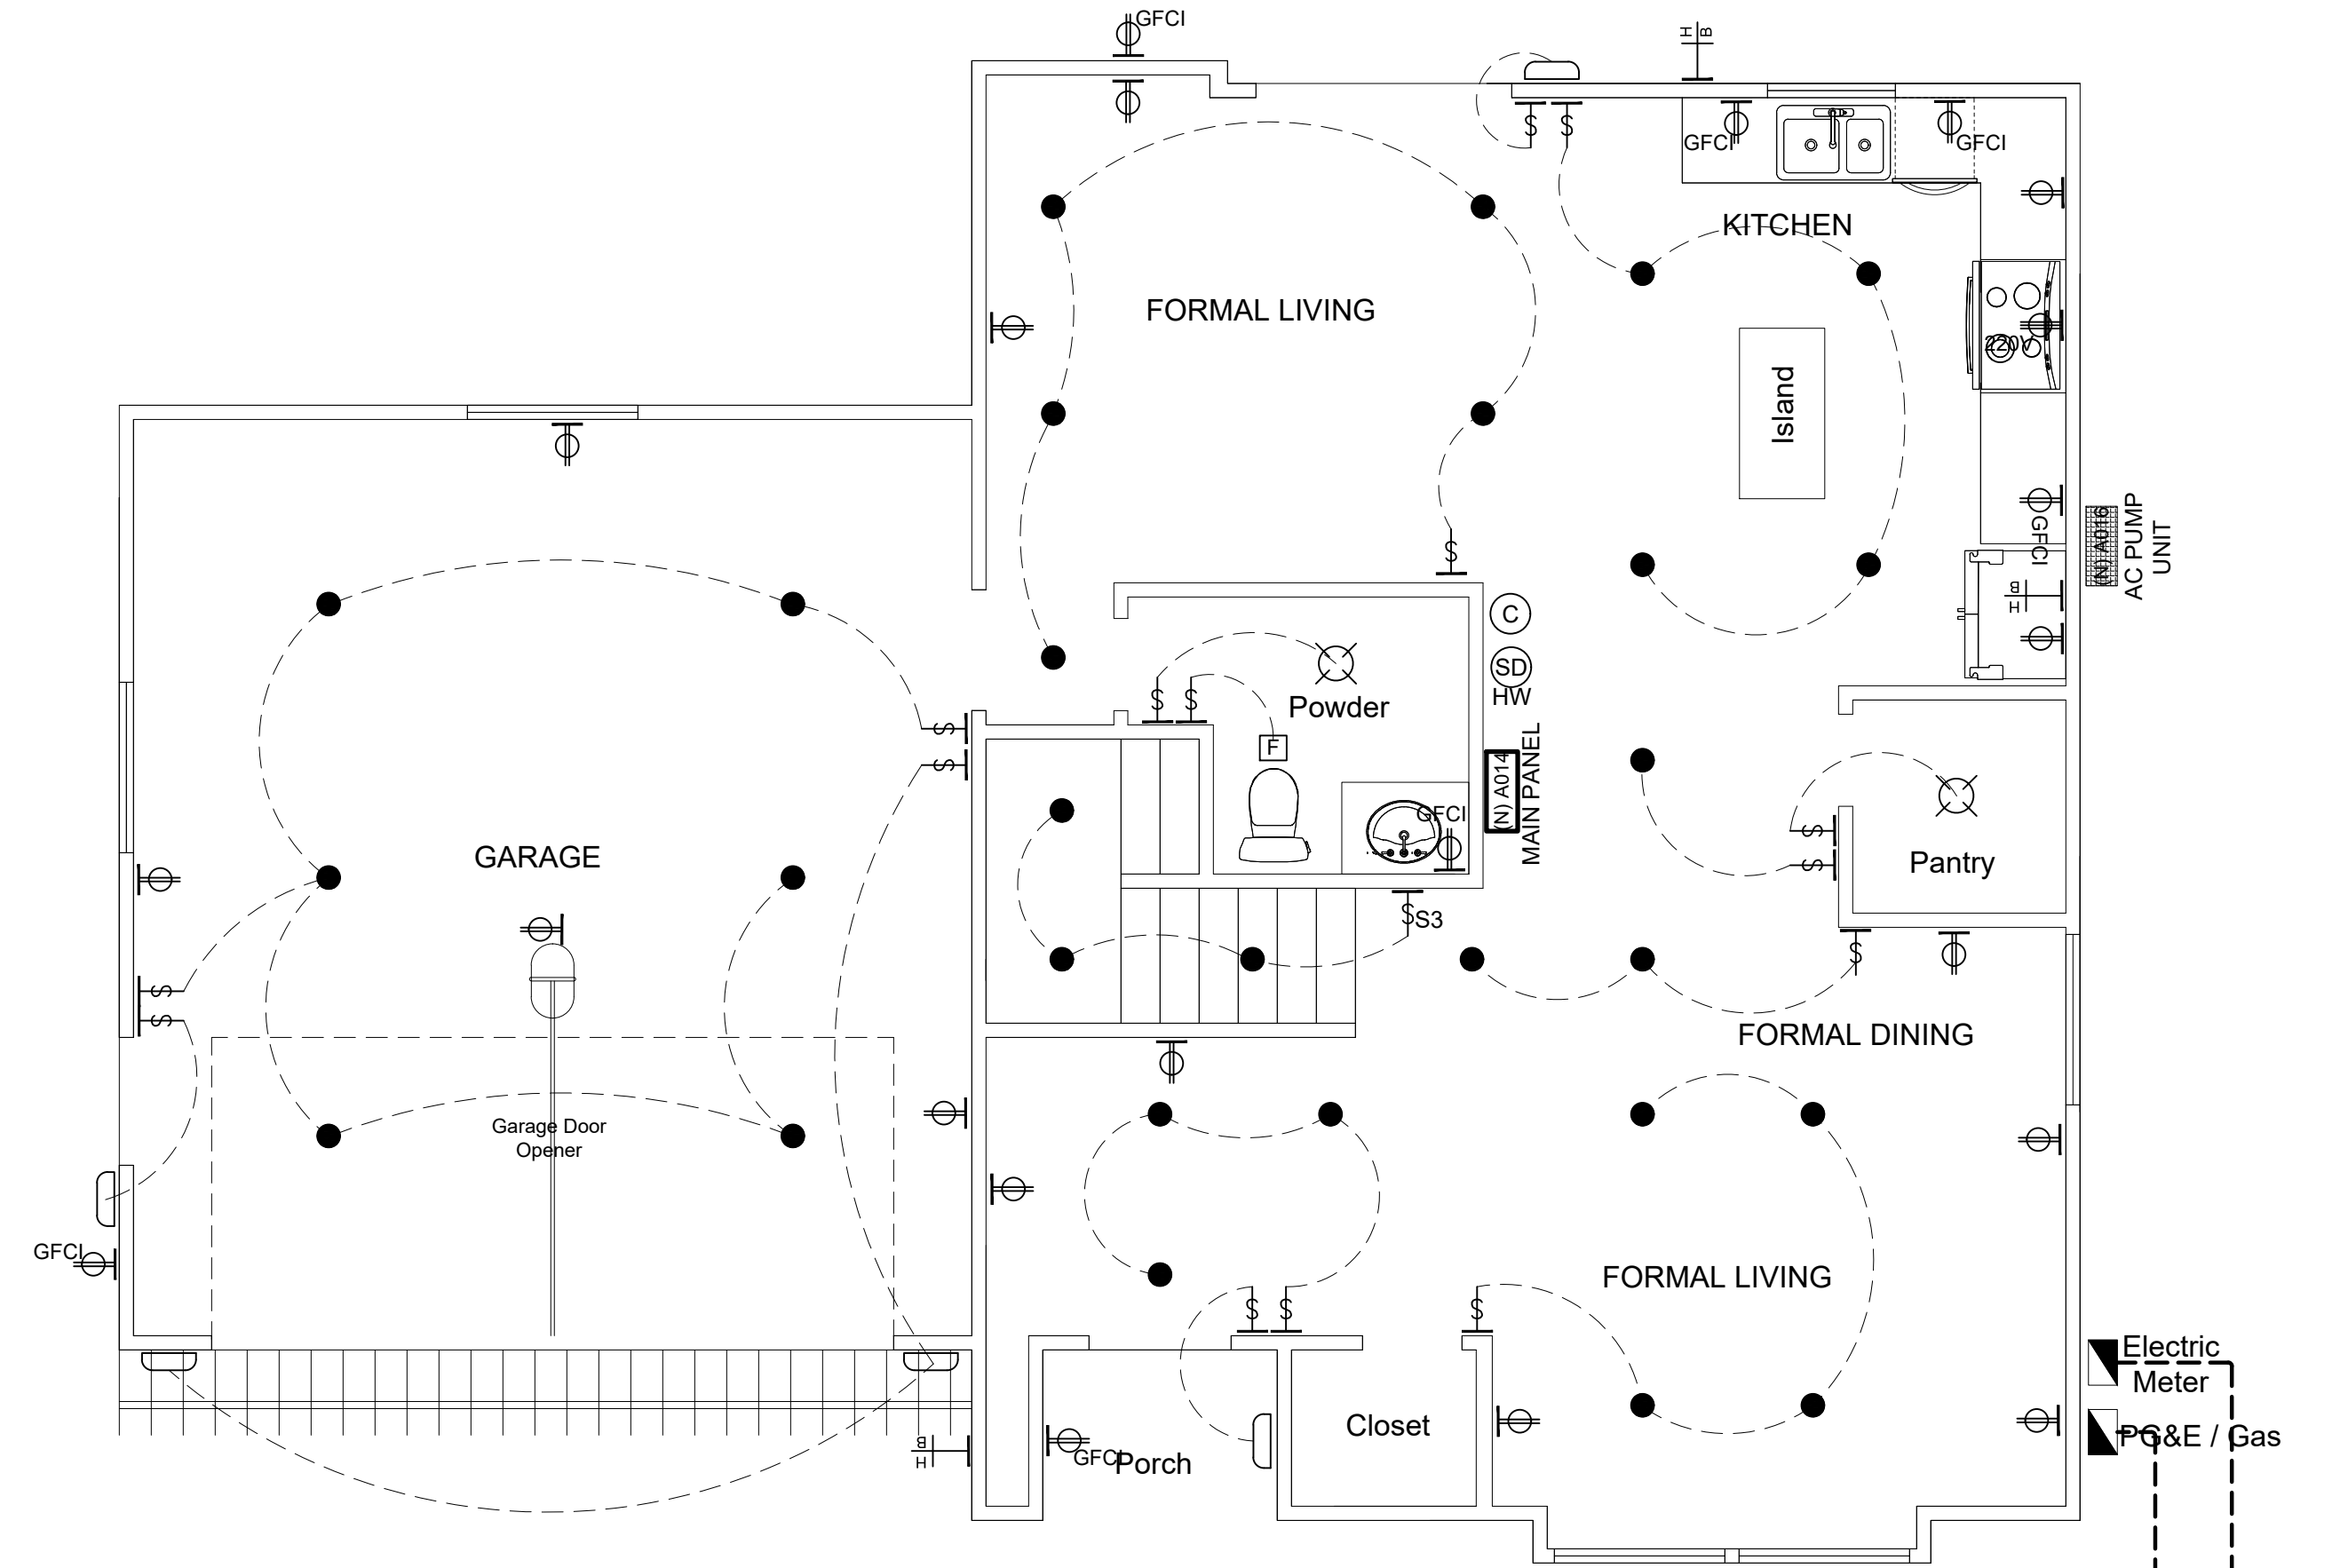 GFCI
H B
S S
GFCI
GFCI
KITCHEN
FORMAL LIVING
220V
Island
GFCI
(N) A016
AC PUMP
UNIT
S
B
H
C
SD
HW
S S
Powder
S
S
F
(N) A014
MAIN PANEL
GFCI
GARAGE
S
S
Pantry
S S3
S
S
S
FORMAL DINING
Garage Door
Opener
GFCI
FORMAL LIVING
S S
S
Electric
Meter
Closet
PG&E / Gas
B
H
GFCI
Porch